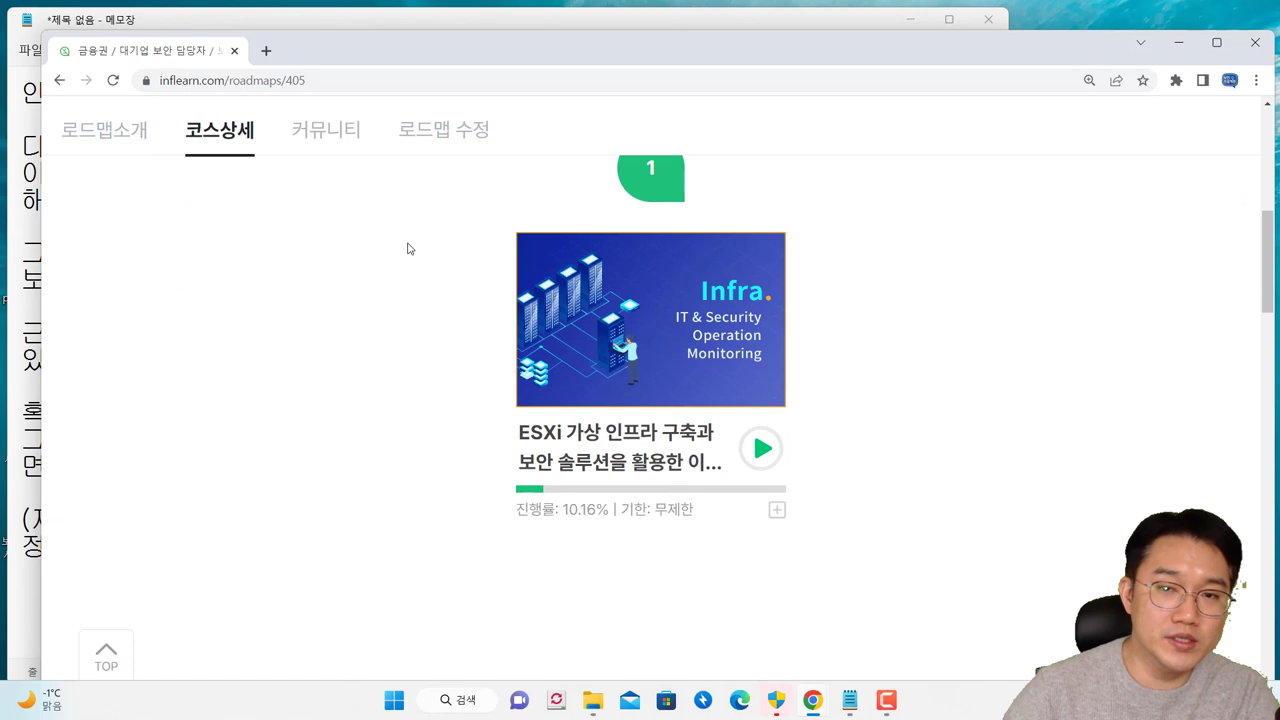 *제목 없음 - 메모장
파일
금융권 / 대기업 보안 담당자 /
inflearn.com/roadmaps/405
로드맵소개
코스상세
커뮤니티
로드맵 수정
1
Infra.
IT & Security
Operation
Monitoring
ESXi 가상 인프라 구축과
보안 솔루션을 활용한 이...
진행률: 10.16% | 기한: 무제한
TOP
줄
-1°C
맑음
검색